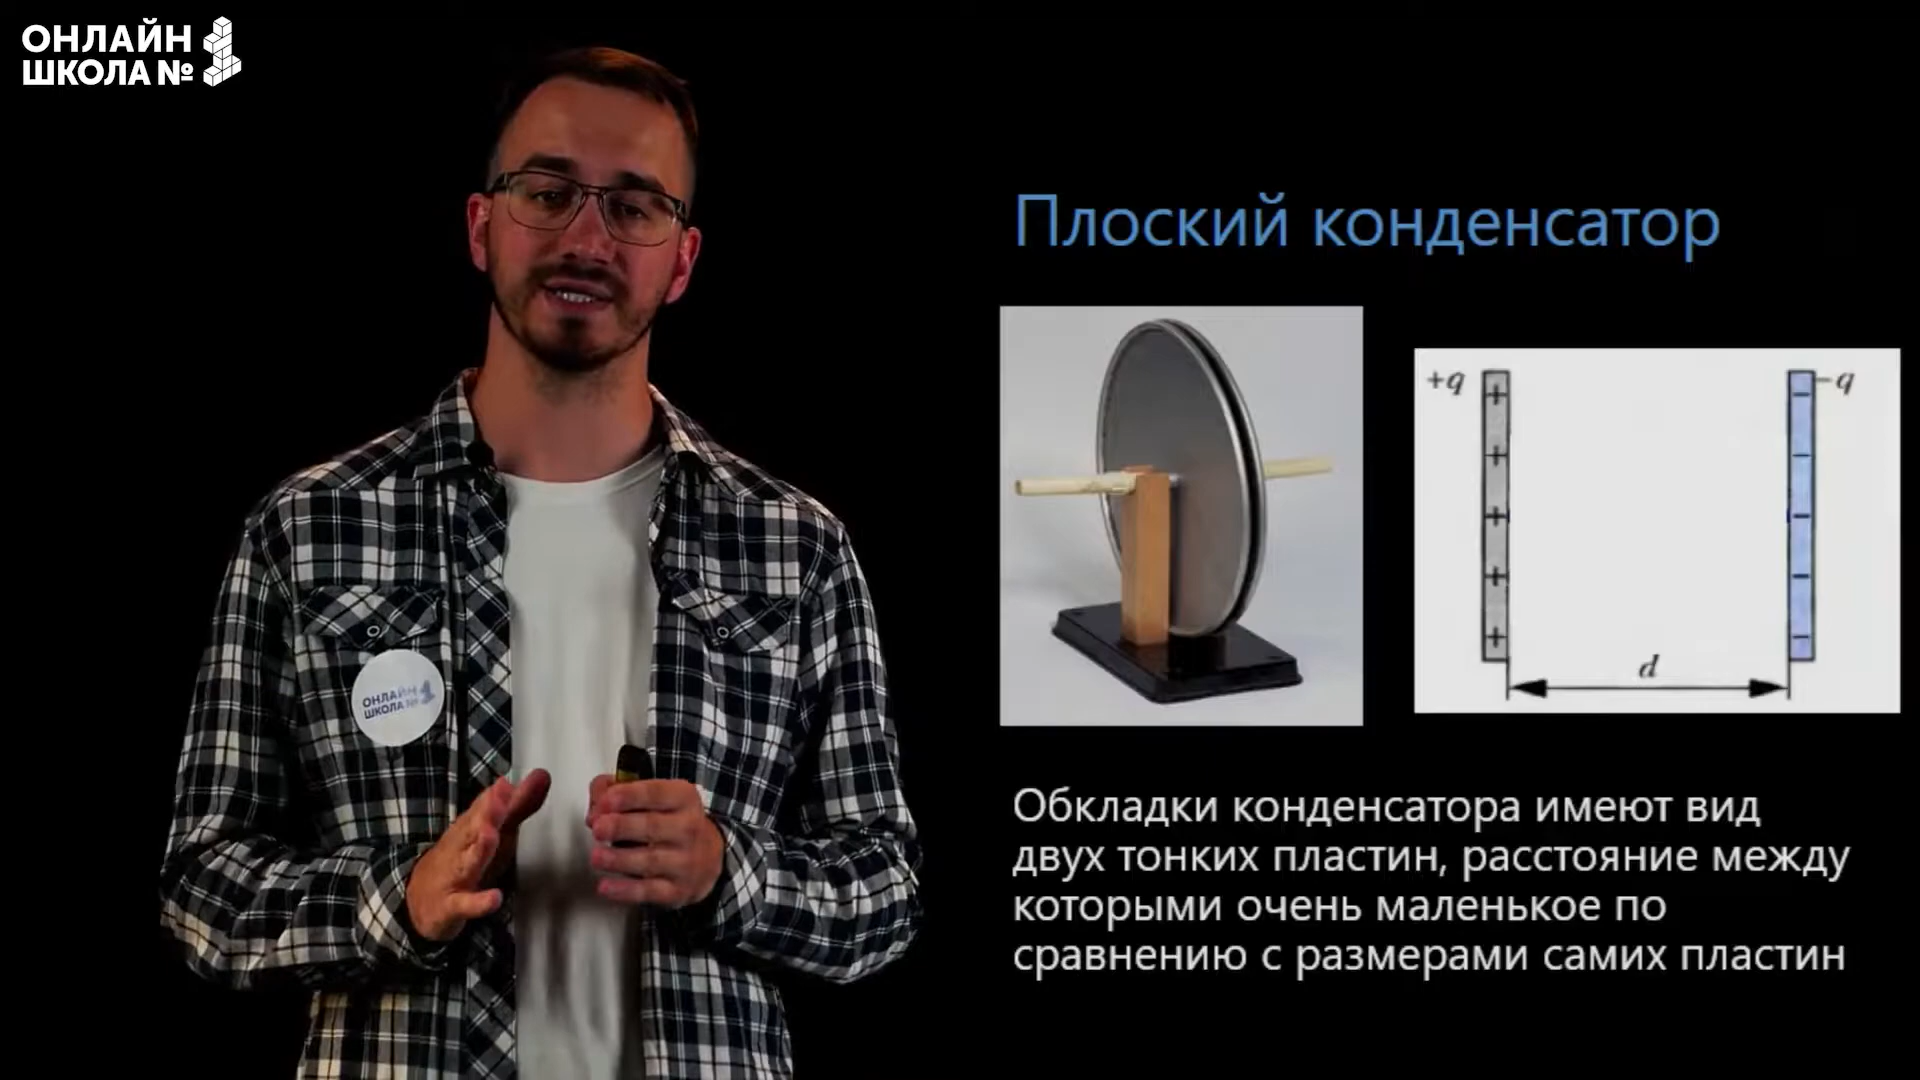 ОНЛАЙН
ШКОЛА №
Плоский конденсатор
+q
−q
d
Обкладки конденсатора имеют вид
двух тонких пластин, расстояние между
которыми очень маленькое по
сравнению с размерами самих пластин
ОНЛАЙН
ШКОЛА №